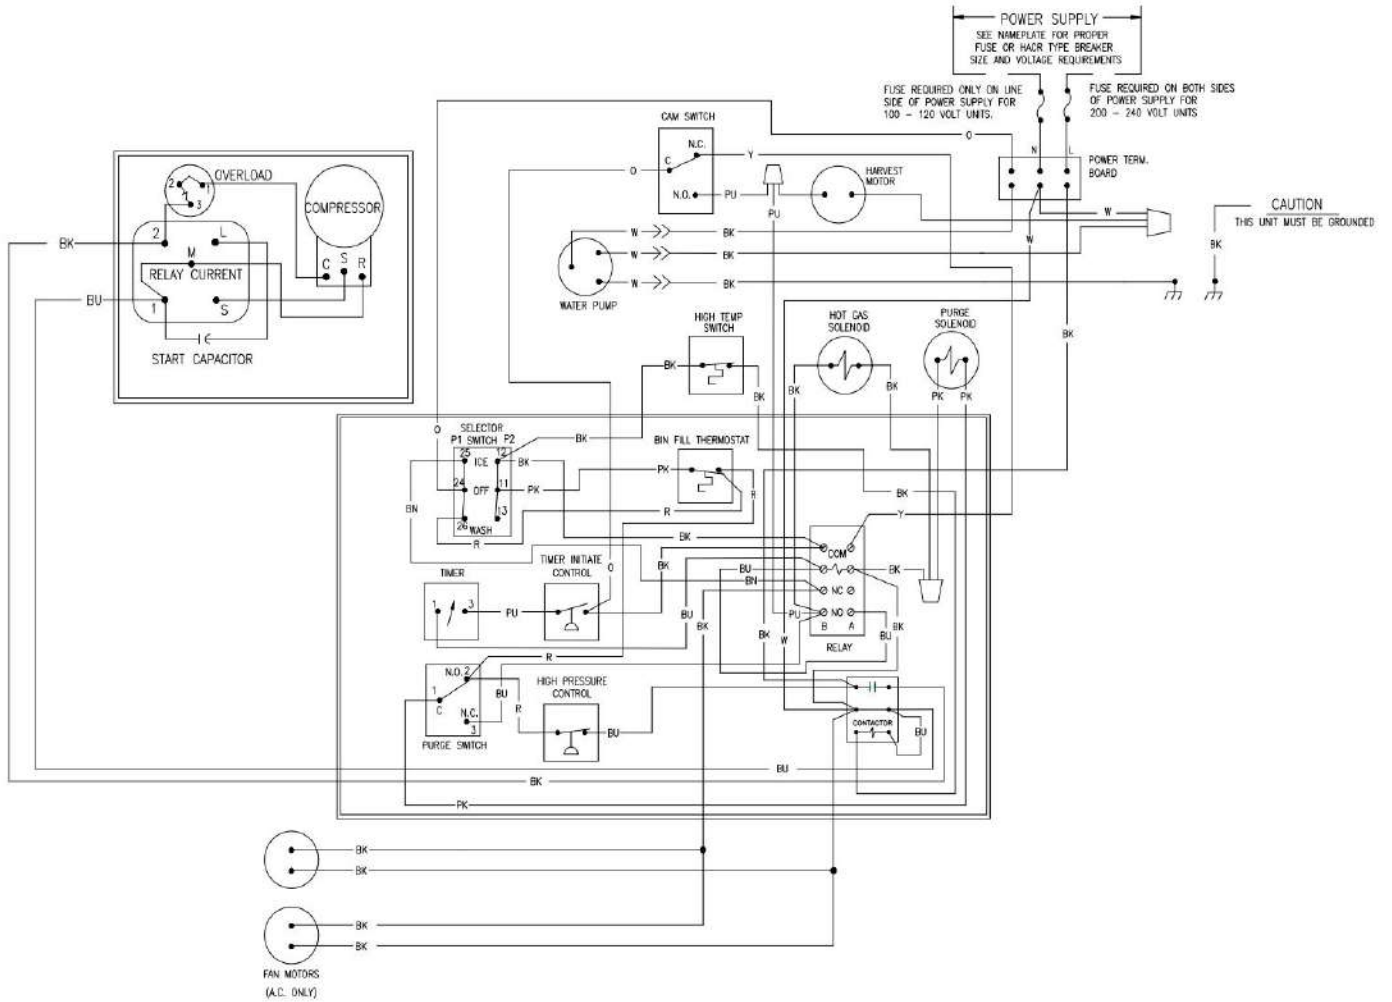 POWER SUPPLY
SEE NAMEPLATE FOR PROPER
FUSE OR HACR TYPE BREAKER
SIZE AND VOLTAGE REQUIREMENTS
FUSE REQUIRED ONLY ON LINE
SIDE OF POWER SUPPLY FOR
100 - 120 VOLT UNITS.
FUSE REQUIRED ON BOTH SIDES
OF POWER SUPPLY FOR
200 - 240 VOLT UNITS
CAM SWITCH
N.C.
C
N.O.
O
Y
O
PU
PU
N
L
POWER TERM.
BOARD
HARVEST
MOTOR
W
W
CAUTION
THIS UNIT MUST BE GROUNDED
BK
OVERLOAD
2
1
3
COMPRESSOR
C
S
R
2
L
M
RELAY CURRENT
1
S
START CAPACITOR
BK
BU
W
BK
W
BK
W
BK
WATER PUMP
HIGH TEMP
SWITCH
BK
BK
HOT GAS
SOLENOID
BK
BK
PURGE
SOLENOID
PK
PK
BK
O
SELECTOR
P1 SWITCH P2
25
ICE
12
24
OFF
11
26
WASH
13
BK
BK
PK
PK
BIN FILL THERMOSTAT
R
R
R
BN
BK
BK
Y
TIMER
1
3
PU
TIMER INITIATE
CONTROL
O
BK
BU
BK
BU
BN
PU
BK
W
COM
NC
NO
B
A
RELAY
BK
BU
BK
R
N.O. 2
1
C
N.C.
3
PURGE SWITCH
BU
R
HIGH PRESSURE
CONTROL
BU
CONTACTOR
BU
BU
BK
PK
BK
BK
BK
BK
FAN MOTORS
(A.C. ONLY)